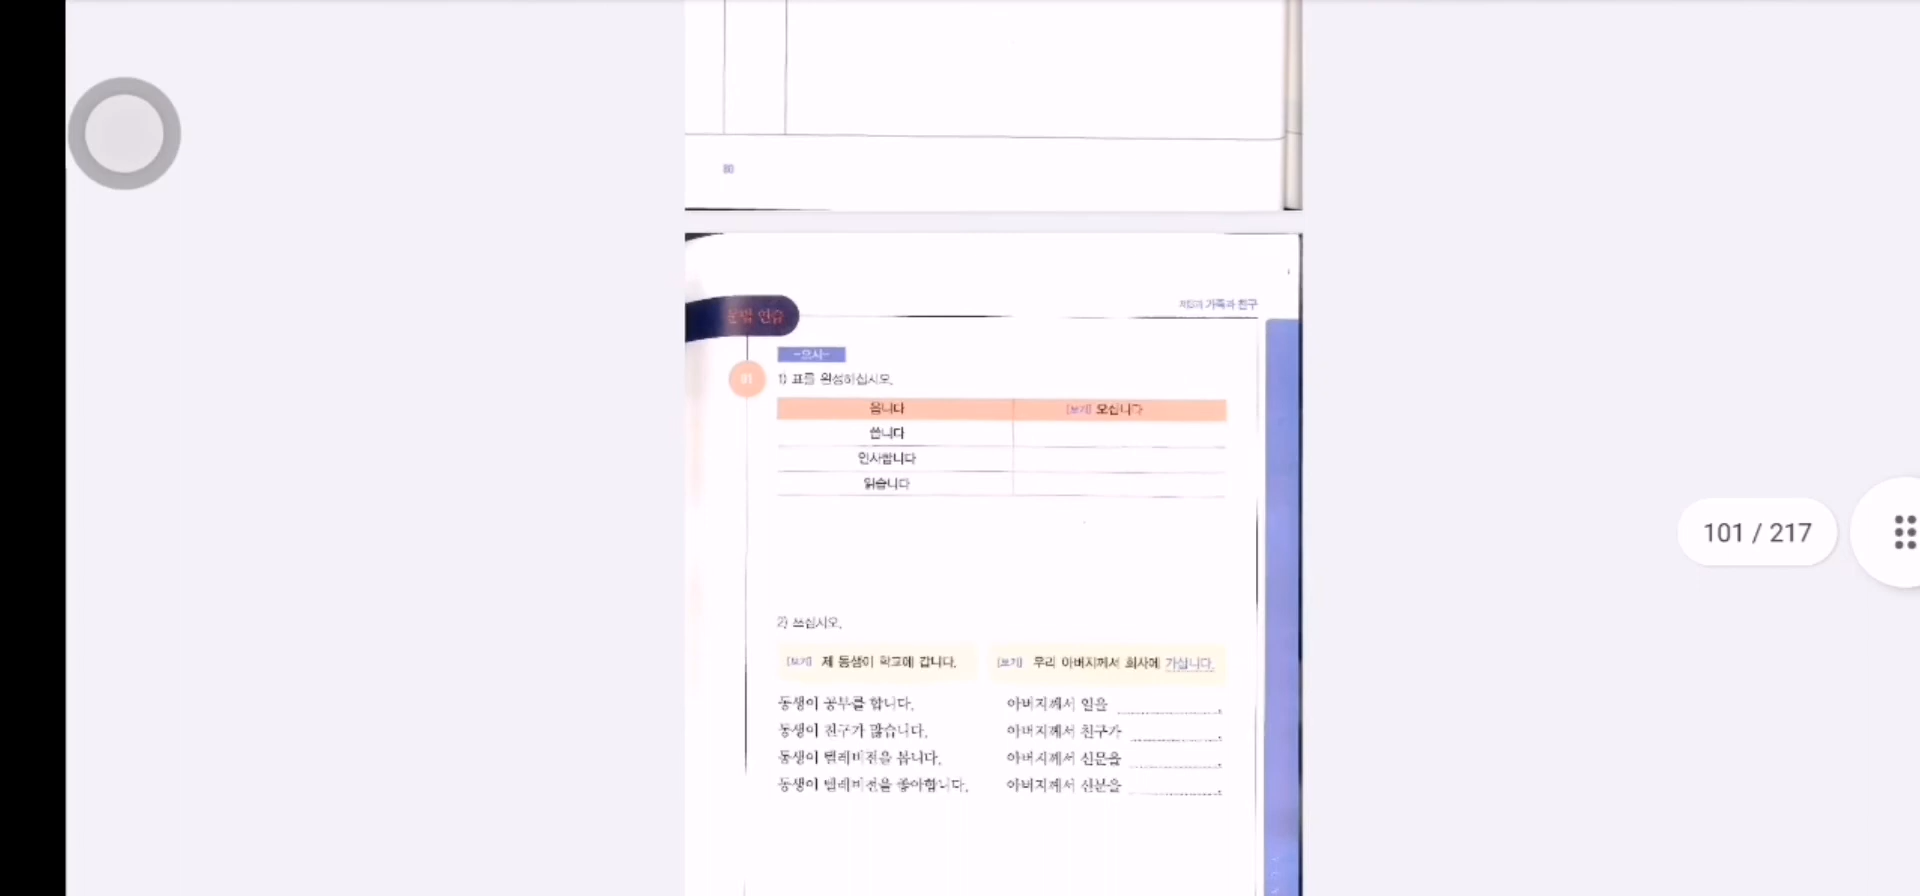 80
제5과 가족과 친구
문법 연습
-으시-
01
1) 표를 완성하십시오.
옵니다 [보기] 오십니다
씁니다
인사합니다
읽습니다
101 / 217
2) 쓰십시오.
[보기] 제 동생이 학교에 갑니다. [보기] 우리 아버지께서 회사에 가십니다.
동생이 공부를 합니다. 아버지께서 일을
동생이 친구가 많습니다. 아버지께서 친구가
동생이 텔레비전을 봅니다. 아버지께서 신문을
동생이 텔레비전을 좋아합니다. 아버지께서 신문을